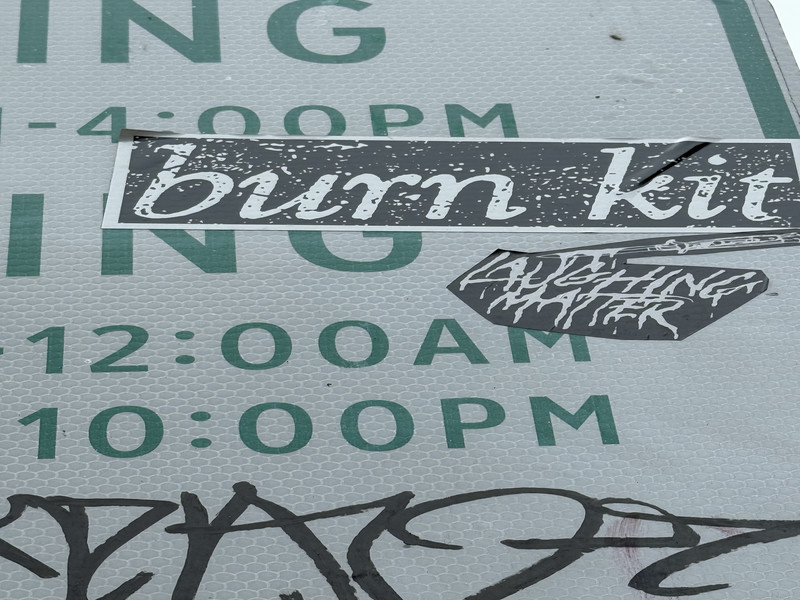 ING
-4:00PM
burn kit
ING
LAUGHING
MATTER
-12:00AM
10:00PM